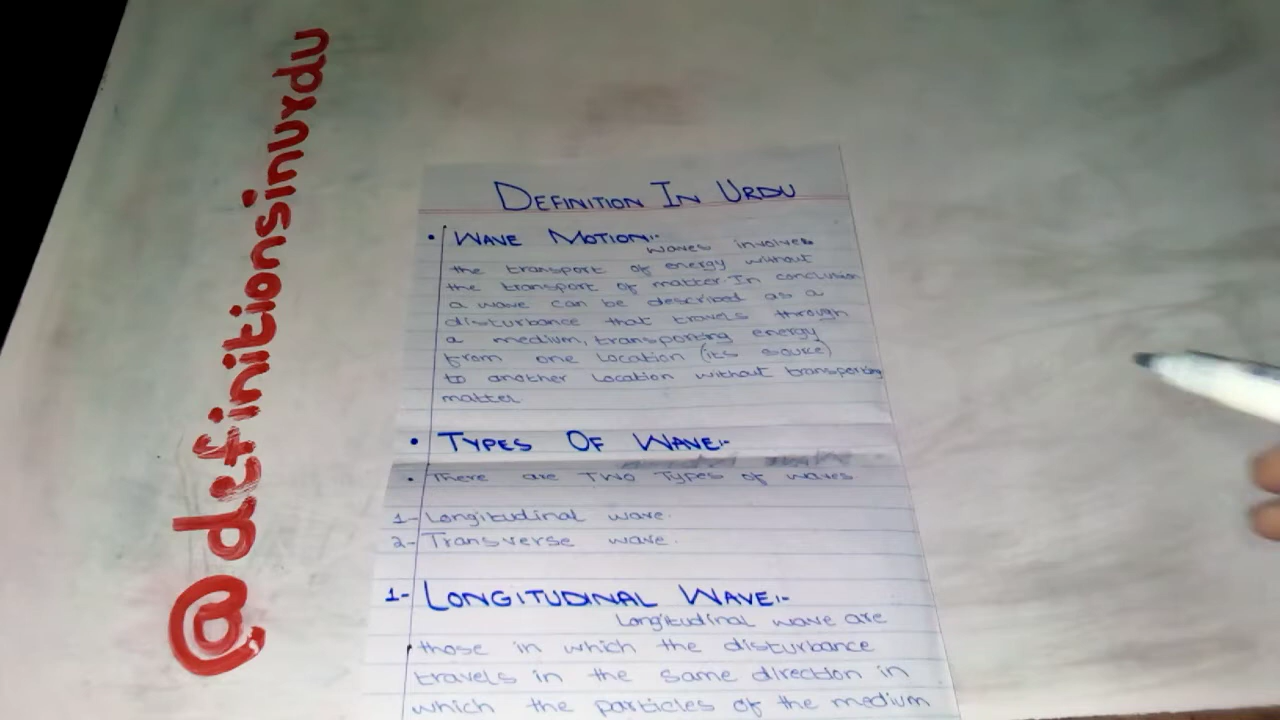 @definitionsinurdu
DEFINITION IN URDU
• WAVE MOTION:-
waves involves
the transport of energy without
the transport of matter. In conclusion
a wave can be described as a
disturbance that travels through
a medium, transporting energy
from one location (its souce)
to another location without transporting
matter
• TYPES OF WAVE:-
• There are TWO Types of waves
1- Longitudinal wave.
2- Transverse wave.
1- LONGITUDINAL WAVE:-
Longitudinal wave are
those in which the disturbance
travels in the same direction in
which the particles of the medium